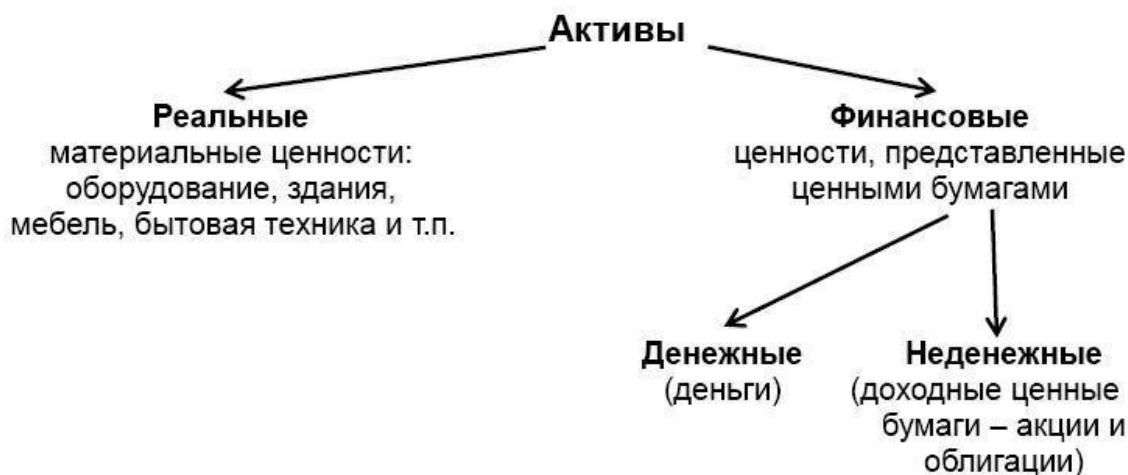 Активы
Реальные
материальные ценности:
оборудование, здания,
мебель, бытовая техника и т.п.
Финансовые
ценности, представленные
ценными бумагами
Денежные
(деньги)
Неденежные
(доходные ценные
бумаги – акции и
облигации)